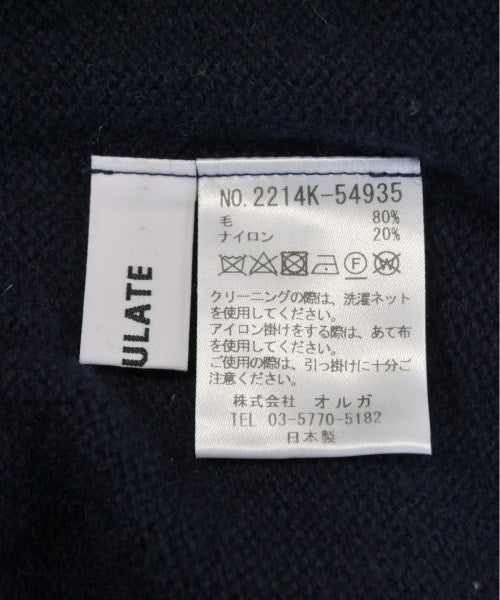 ULATE
NO. 2214K-54935
毛 80%
ナイロン 20%
クリーニングの際は、洗濯ネット
を使用してください。
アイロン掛けをする際は、あて布
を使用してください。
ご使用の際は、引っ掛けに十分ご
注意ください。
株式会社 オルガ
TEL 03-5770-5182
日本製